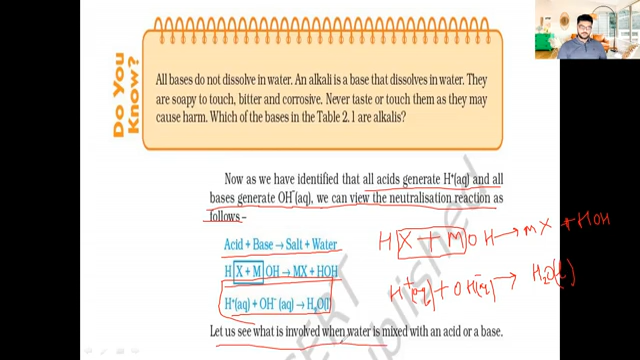 Do You Know?
All bases do not dissolve in water. An alkali is a base that dissolves in water. They
are soapy to touch, bitter and corrosive. Never taste or touch them as they may
cause harm. Which of the bases in the Table 2.1 are alkalis?
Now as we have identified that all acids generate H⁺(aq) and all
bases generate OH⁻(aq), we can view the neutralisation reaction as
follows –
Acid + Base → Salt + Water
H X + M OH → MX + HOH
H⁺(aq) + OH⁻(aq) → H₂O(l)
Let us see what is involved when water is mixed with an acid or a base.
H X + M OH → MX + HOH
H⁺(aq) + OH⁻(aq) → H₂O(l)